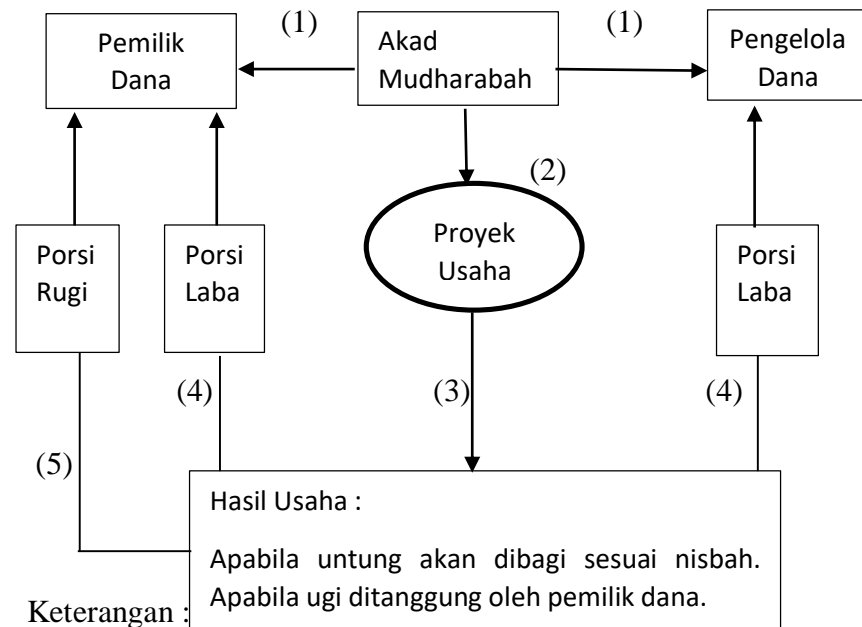 (1)
(1)
Pemilik
Dana
Akad
Mudharabah
Pengelola
Dana
(2)
Proyek
Usaha
Porsi
Rugi
Porsi
Laba
Porsi
Laba
(4)
(3)
(4)
(5)
Hasil Usaha :
Apabila untung akan dibagi sesuai nisbah.
Apabila ugi ditanggung oleh pemilik dana.
Keterangan :